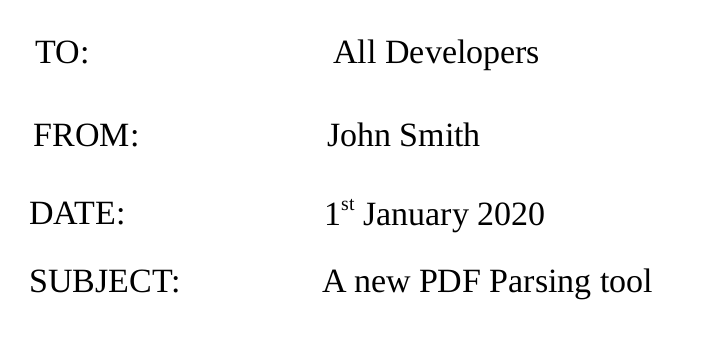 TO: All Developers
FROM: John Smith
DATE: 1st January 2020
SUBJECT: A new PDF Parsing tool